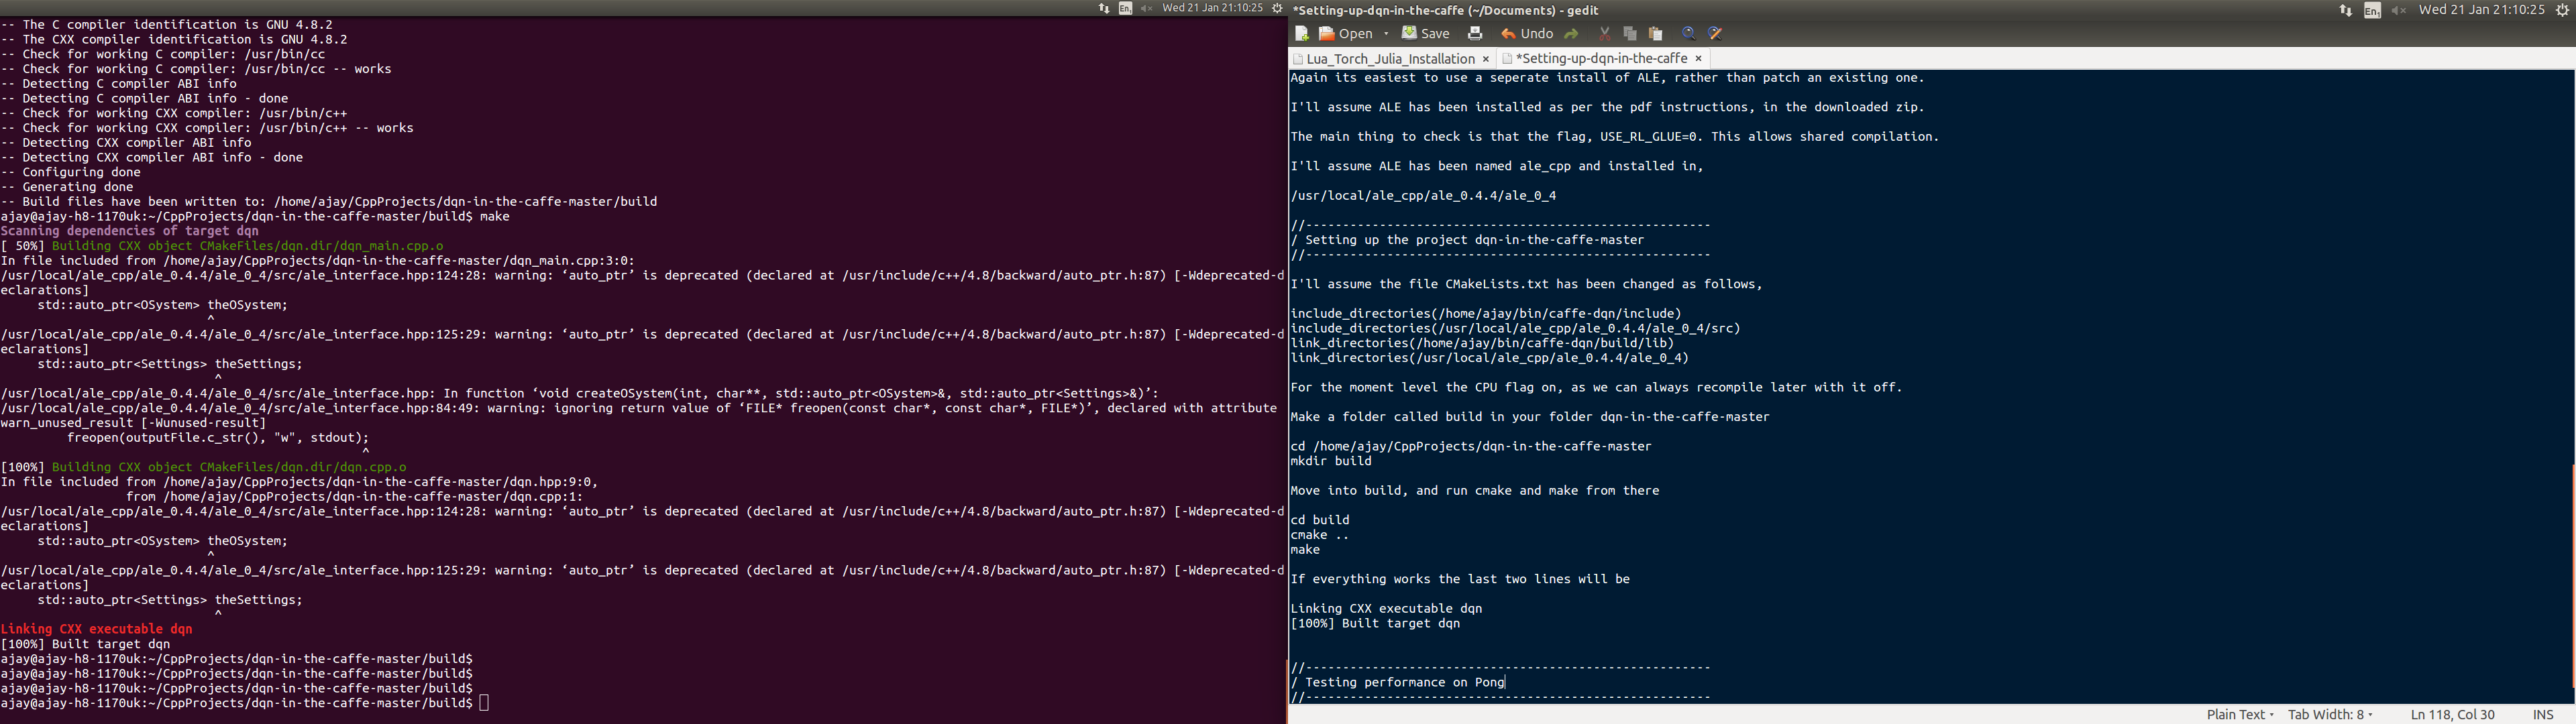 Wed 21 Jan 21:10:25
-- The C compiler identification is GNU 4.8.2
-- The CXX compiler identification is GNU 4.8.2
-- Check for working C compiler: /usr/bin/cc
-- Check for working C compiler: /usr/bin/cc -- works
-- Detecting C compiler ABI info
-- Detecting C compiler ABI info - done
-- Check for working CXX compiler: /usr/bin/c++
-- Check for working CXX compiler: /usr/bin/c++ -- works
-- Detecting CXX compiler ABI info
-- Detecting CXX compiler ABI info - done
-- Configuring done
-- Generating done
-- Build files have been written to: /home/ajay/CppProjects/dqn-in-the-caffe-master/build
ajay@ajay-h8-1170uk:~/CppProjects/dqn-in-the-caffe-master/build$ make
Scanning dependencies of target dqn
[ 50%] Building CXX object CMakeFiles/dqn.dir/dqn_main.cpp.o
In file included from /home/ajay/CppProjects/dqn-in-the-caffe-master/dqn_main.cpp:3:0:
/usr/local/ale_cpp/ale_0.4.4/ale_0_4/src/ale_interface.hpp:124:28: warning: ‘auto_ptr’ is deprecated (declared at /usr/include/c++/4.8/backward/auto_ptr.h:87) [-Wdeprecated-d
eclarations]
std::auto_ptr<OSystem> theOSystem;
^
/usr/local/ale_cpp/ale_0.4.4/ale_0_4/src/ale_interface.hpp:125:29: warning: ‘auto_ptr’ is deprecated (declared at /usr/include/c++/4.8/backward/auto_ptr.h:87) [-Wdeprecated-d
eclarations]
std::auto_ptr<Settings> theSettings;
^
/usr/local/ale_cpp/ale_0.4.4/ale_0_4/src/ale_interface.hpp: In function ‘void createOSystem(int, char**, std::auto_ptr<OSystem>&, std::auto_ptr<Settings>&)’:
/usr/local/ale_cpp/ale_0.4.4/ale_0_4/src/ale_interface.hpp:84:49: warning: ignoring return value of ‘FILE* freopen(const char*, const char*, FILE*)’, declared with attribute
warn_unused_result [-Wunused-result]
freopen(outputFile.c_str(), "w", stdout);
^
[100%] Building CXX object CMakeFiles/dqn.dir/dqn.cpp.o
In file included from /home/ajay/CppProjects/dqn-in-the-caffe-master/dqn.hpp:9:0,
from /home/ajay/CppProjects/dqn-in-the-caffe-master/dqn.cpp:1:
/usr/local/ale_cpp/ale_0.4.4/ale_0_4/src/ale_interface.hpp:124:28: warning: ‘auto_ptr’ is deprecated (declared at /usr/include/c++/4.8/backward/auto_ptr.h:87) [-Wdeprecated-d
eclarations]
std::auto_ptr<OSystem> theOSystem;
^
/usr/local/ale_cpp/ale_0.4.4/ale_0_4/src/ale_interface.hpp:125:29: warning: ‘auto_ptr’ is deprecated (declared at /usr/include/c++/4.8/backward/auto_ptr.h:87) [-Wdeprecated-d
eclarations]
std::auto_ptr<Settings> theSettings;
^
Linking CXX executable dqn
[100%] Built target dqn
ajay@ajay-h8-1170uk:~/CppProjects/dqn-in-the-caffe-master/build$
ajay@ajay-h8-1170uk:~/CppProjects/dqn-in-the-caffe-master/build$
ajay@ajay-h8-1170uk:~/CppProjects/dqn-in-the-caffe-master/build$
ajay@ajay-h8-1170uk:~/CppProjects/dqn-in-the-caffe-master/build$
*Setting-up-dqn-in-the-caffe (~/Documents) - gedit En1 Wed 21 Jan 21:10:25
Open Save Undo
Lua_Torch_Julia_Installation × *Setting-up-dqn-in-the-caffe ×
Again its easiest to use a seperate install of ALE, rather than patch an existing one.
I'll assume ALE has been installed as per the pdf instructions, in the downloaded zip.
The main thing to check is that the flag, USE_RL_GLUE=0. This allows shared compilation.
I'll assume ALE has been named ale_cpp and installed in,
/usr/local/ale_cpp/ale_0.4.4/ale_0_4
//-------------------------------------------------------
/ Setting up the project dqn-in-the-caffe-master
//-------------------------------------------------------
I'll assume the file CMakeLists.txt has been changed as follows,
include_directories(/home/ajay/bin/caffe-dqn/include)
include_directories(/usr/local/ale_cpp/ale_0.4.4/ale_0_4/src)
link_directories(/home/ajay/bin/caffe-dqn/build/lib)
link_directories(/usr/local/ale_cpp/ale_0.4.4/ale_0_4)
For the moment level the CPU flag on, as we can always recompile later with it off.
Make a folder called build in your folder dqn-in-the-caffe-master
cd /home/ajay/CppProjects/dqn-in-the-caffe-master
mkdir build
Move into build, and run cmake and make from there
cd build
cmake ..
make
If everything works the last two lines will be
Linking CXX executable dqn
[100%] Built target dqn
//-------------------------------------------------------
/ Testing performance on Pong
//-------------------------------------------------------
Plain Text Tab Width: 8 Ln 118, Col 30 INS